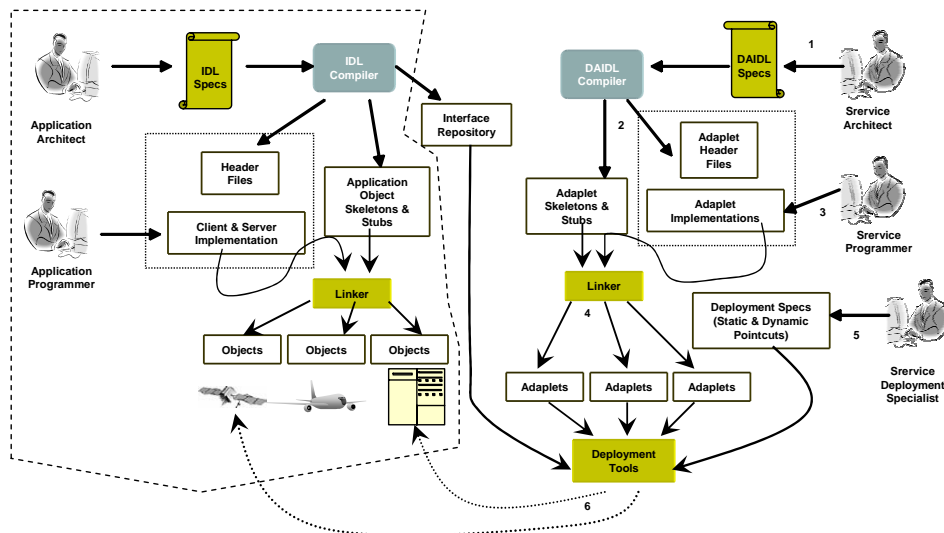 Application
Architect
IDL
Specs
IDL
Compiler
Interface
Repository
Header
Files
Client & Server
Implementation
Application
Object
Skeletons &
Stubs
Application
Programmer
Linker
Objects
Objects
Objects
DAIDL
Compiler
DAIDL
Specs
1
Srervice
Architect
2
Adaplet
Header
Files
Adaplet
Skeletons &
Stubs
Adaplet
Implementations
3
Srervice
Programmer
Linker
4
Deployment Specs
(Static & Dynamic
Pointcuts)
5
Srervice
Deployment
Specialist
Adaplets
Adaplets
Adaplets
Deployment
Tools
6